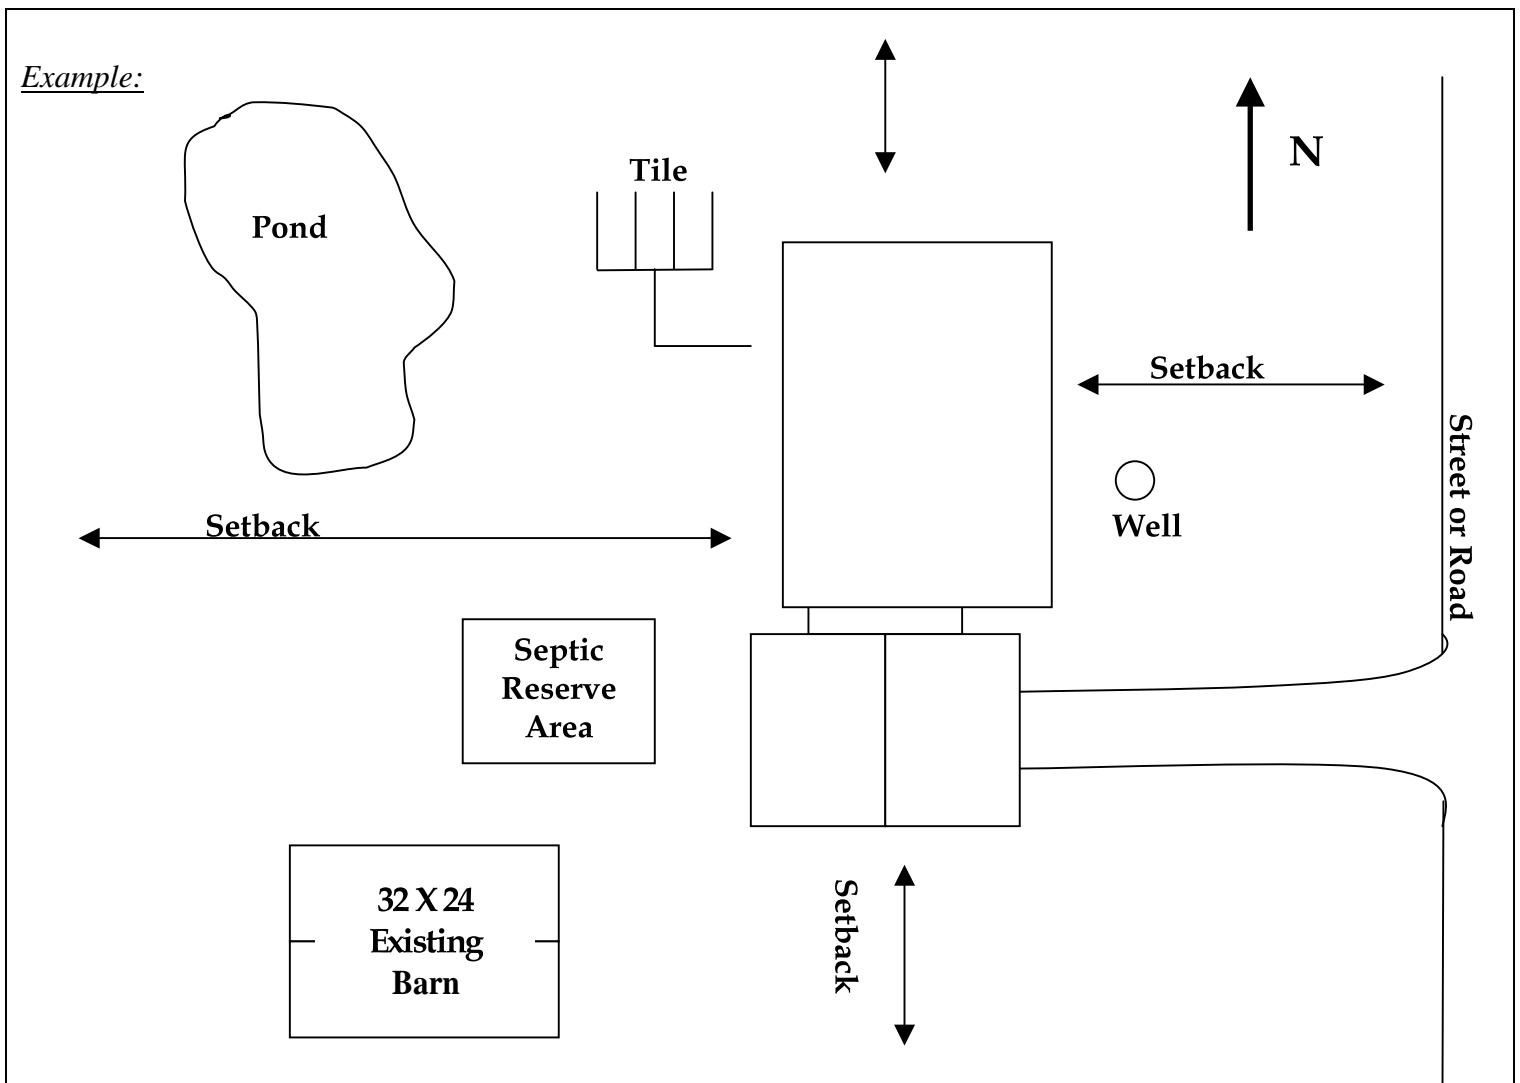 Example:
Tile
N
Pond
Setback
Street or Road
Setback
Well
Septic
Reserve
Area
Setback
32 X 24
Existing
Barn